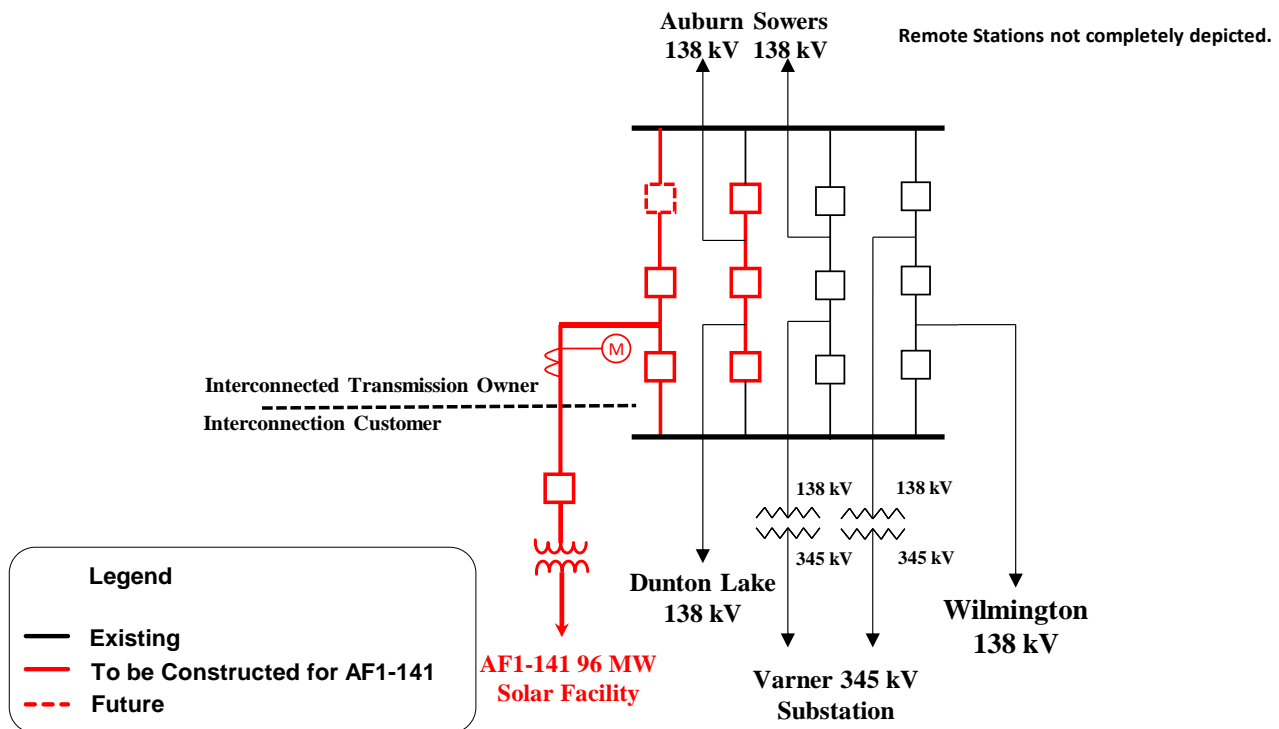 Auburn Sowers
138 kV 138 kV
Remote Stations not completely depicted.
M
Interconnected Transmission Owner
Interconnection Customer
138 kV 138 kV
345 kV 345 kV
Dunton Lake
138 kV
Wilmington
138 kV
AF1-141 96 MW
Solar Facility
Varner 345 kV
Substation
Legend
Existing
To be Constructed for AF1-141
Future